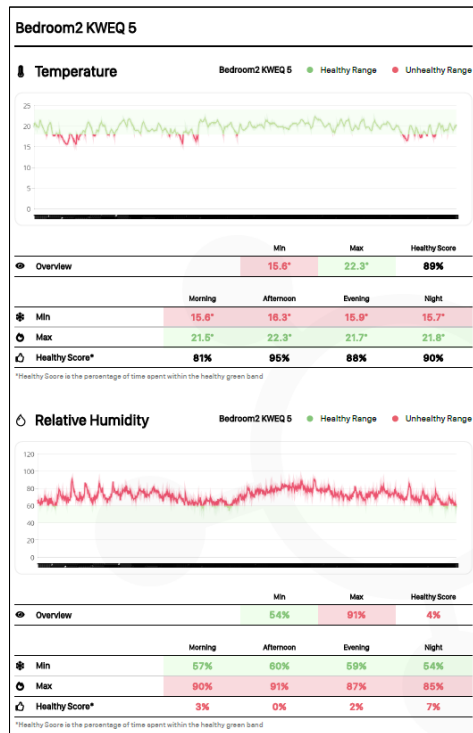 Bedroom2 KWEQ 5
Temperature Bedroom2 KWEQ 5 Healthy Range Unhealthy Range
25
20
15
10
5
0
Min Max Healthy Score
Overview 15.6° 22.3° 89%
Morning Afternoon Evening Night
Min 15.6° 16.3° 15.9° 15.7°
Max 21.5° 22.3° 21.7° 21.8°
Healthy Score* 81% 95% 88% 90%
*Healthy Score is the percentage of time spent within the healthy green band
Relative Humidity Bedroom2 KWEQ 5 Healthy Range Unhealthy Range
120
100
80
60
40
20
0
Min Max Healthy Score
Overview 54% 91% 4%
Morning Afternoon Evening Night
Min 57% 60% 59% 54%
Max 90% 91% 87% 85%
Healthy Score* 3% 0% 2% 7%
*Healthy Score is the percentage of time spent within the healthy green band